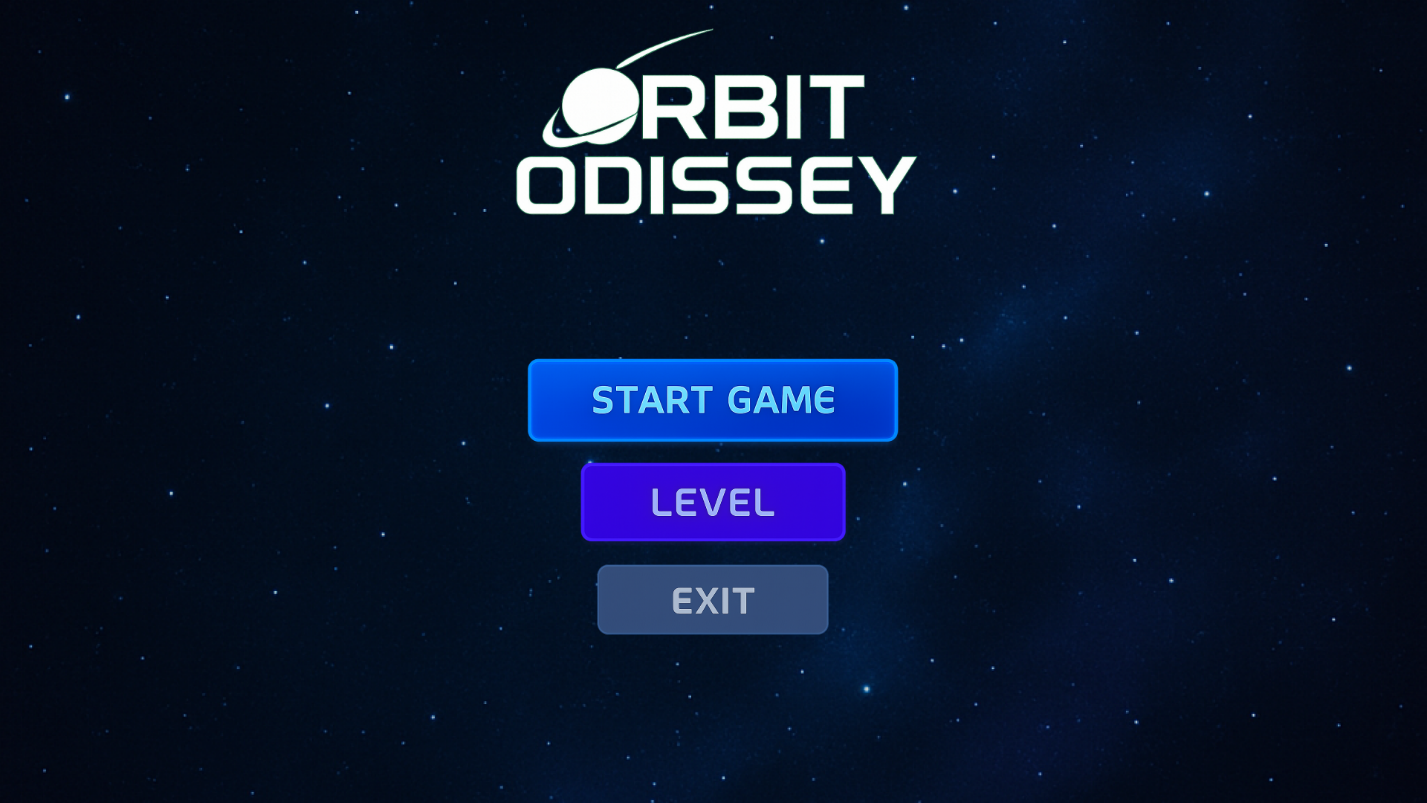 ORBIT
ODISSEY
START GAME
LEVEL
EXIT